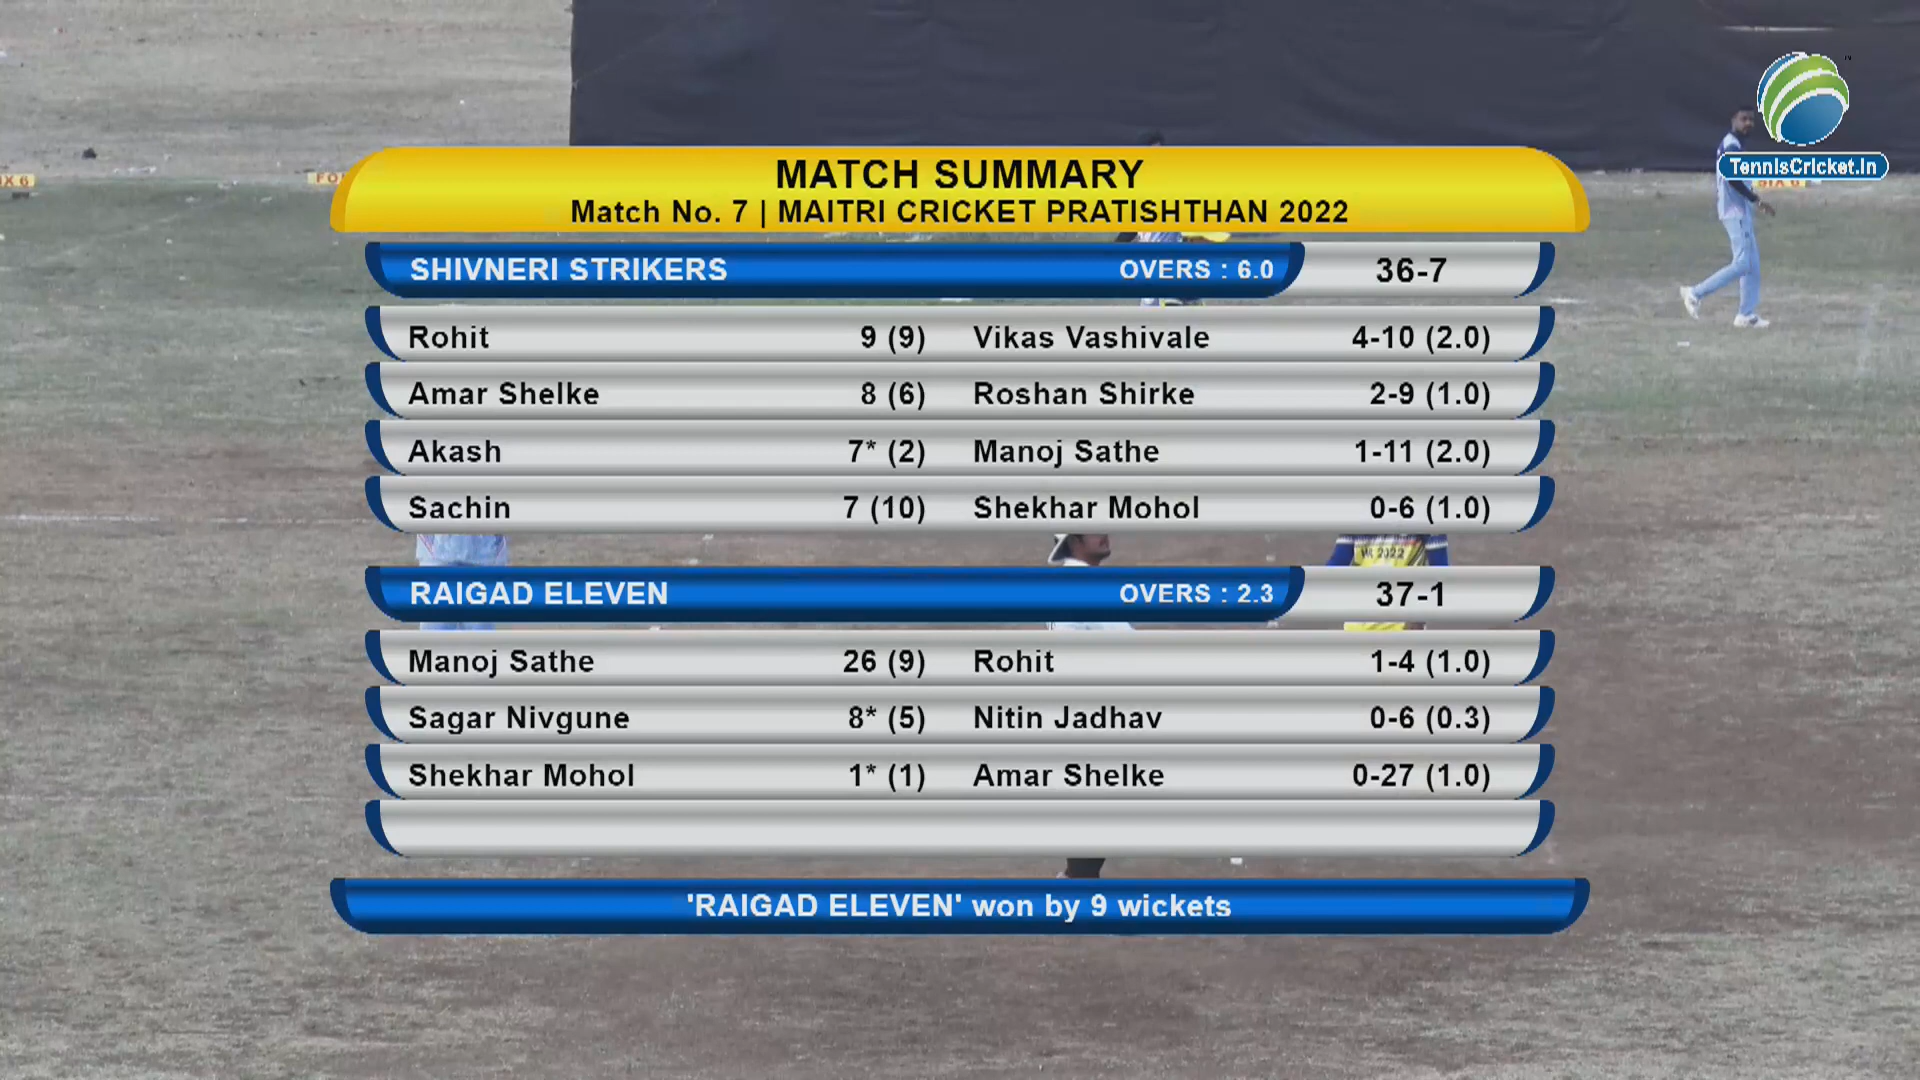 TennisCricket.In
MATCH SUMMARY
Match No. 7 | MAITRI CRICKET PRATISHTHAN 2022
SHIVNERI STRIKERS OVERS : 6.0 36-7
Rohit 9 (9) Vikas Vashivale 4-10 (2.0)
Amar Shelke 8 (6) Roshan Shirke 2-9 (1.0)
Akash 7* (2) Manoj Sathe 1-11 (2.0)
Sachin 7 (10) Shekhar Mohol 0-6 (1.0)
RAIGAD ELEVEN OVERS : 2.3 37-1
Manoj Sathe 26 (9) Rohit 1-4 (1.0)
Sagar Nivgune 8* (5) Nitin Jadhav 0-6 (0.3)
Shekhar Mohol 1* (1) Amar Shelke 0-27 (1.0)
'RAIGAD ELEVEN' won by 9 wickets